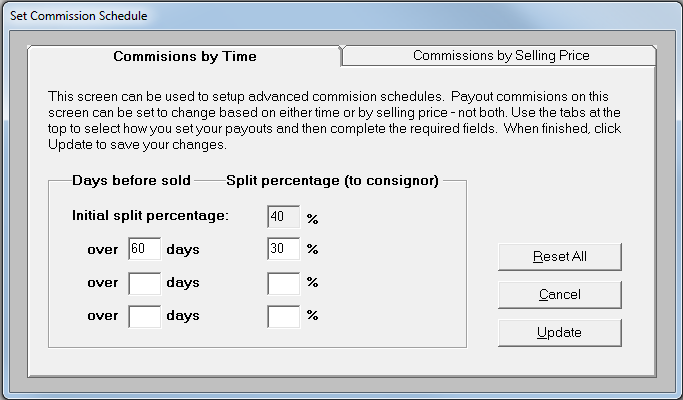 Set Commission Schedule
Commisions by Time
Commissions by Selling Price
This screen can be used to setup advanced commision schedules. Payout commisions on this
screen can be set to change based on either time or by selling price - not both. Use the tabs at the
top to select how you set your payouts and then complete the required fields. When finished, click
Update to save your changes.
Days before sold Split percentage (to consignor)
Initial split percentage: 40 %
over 60 days 30 %
over days %
over days %
Reset All
Cancel
Update